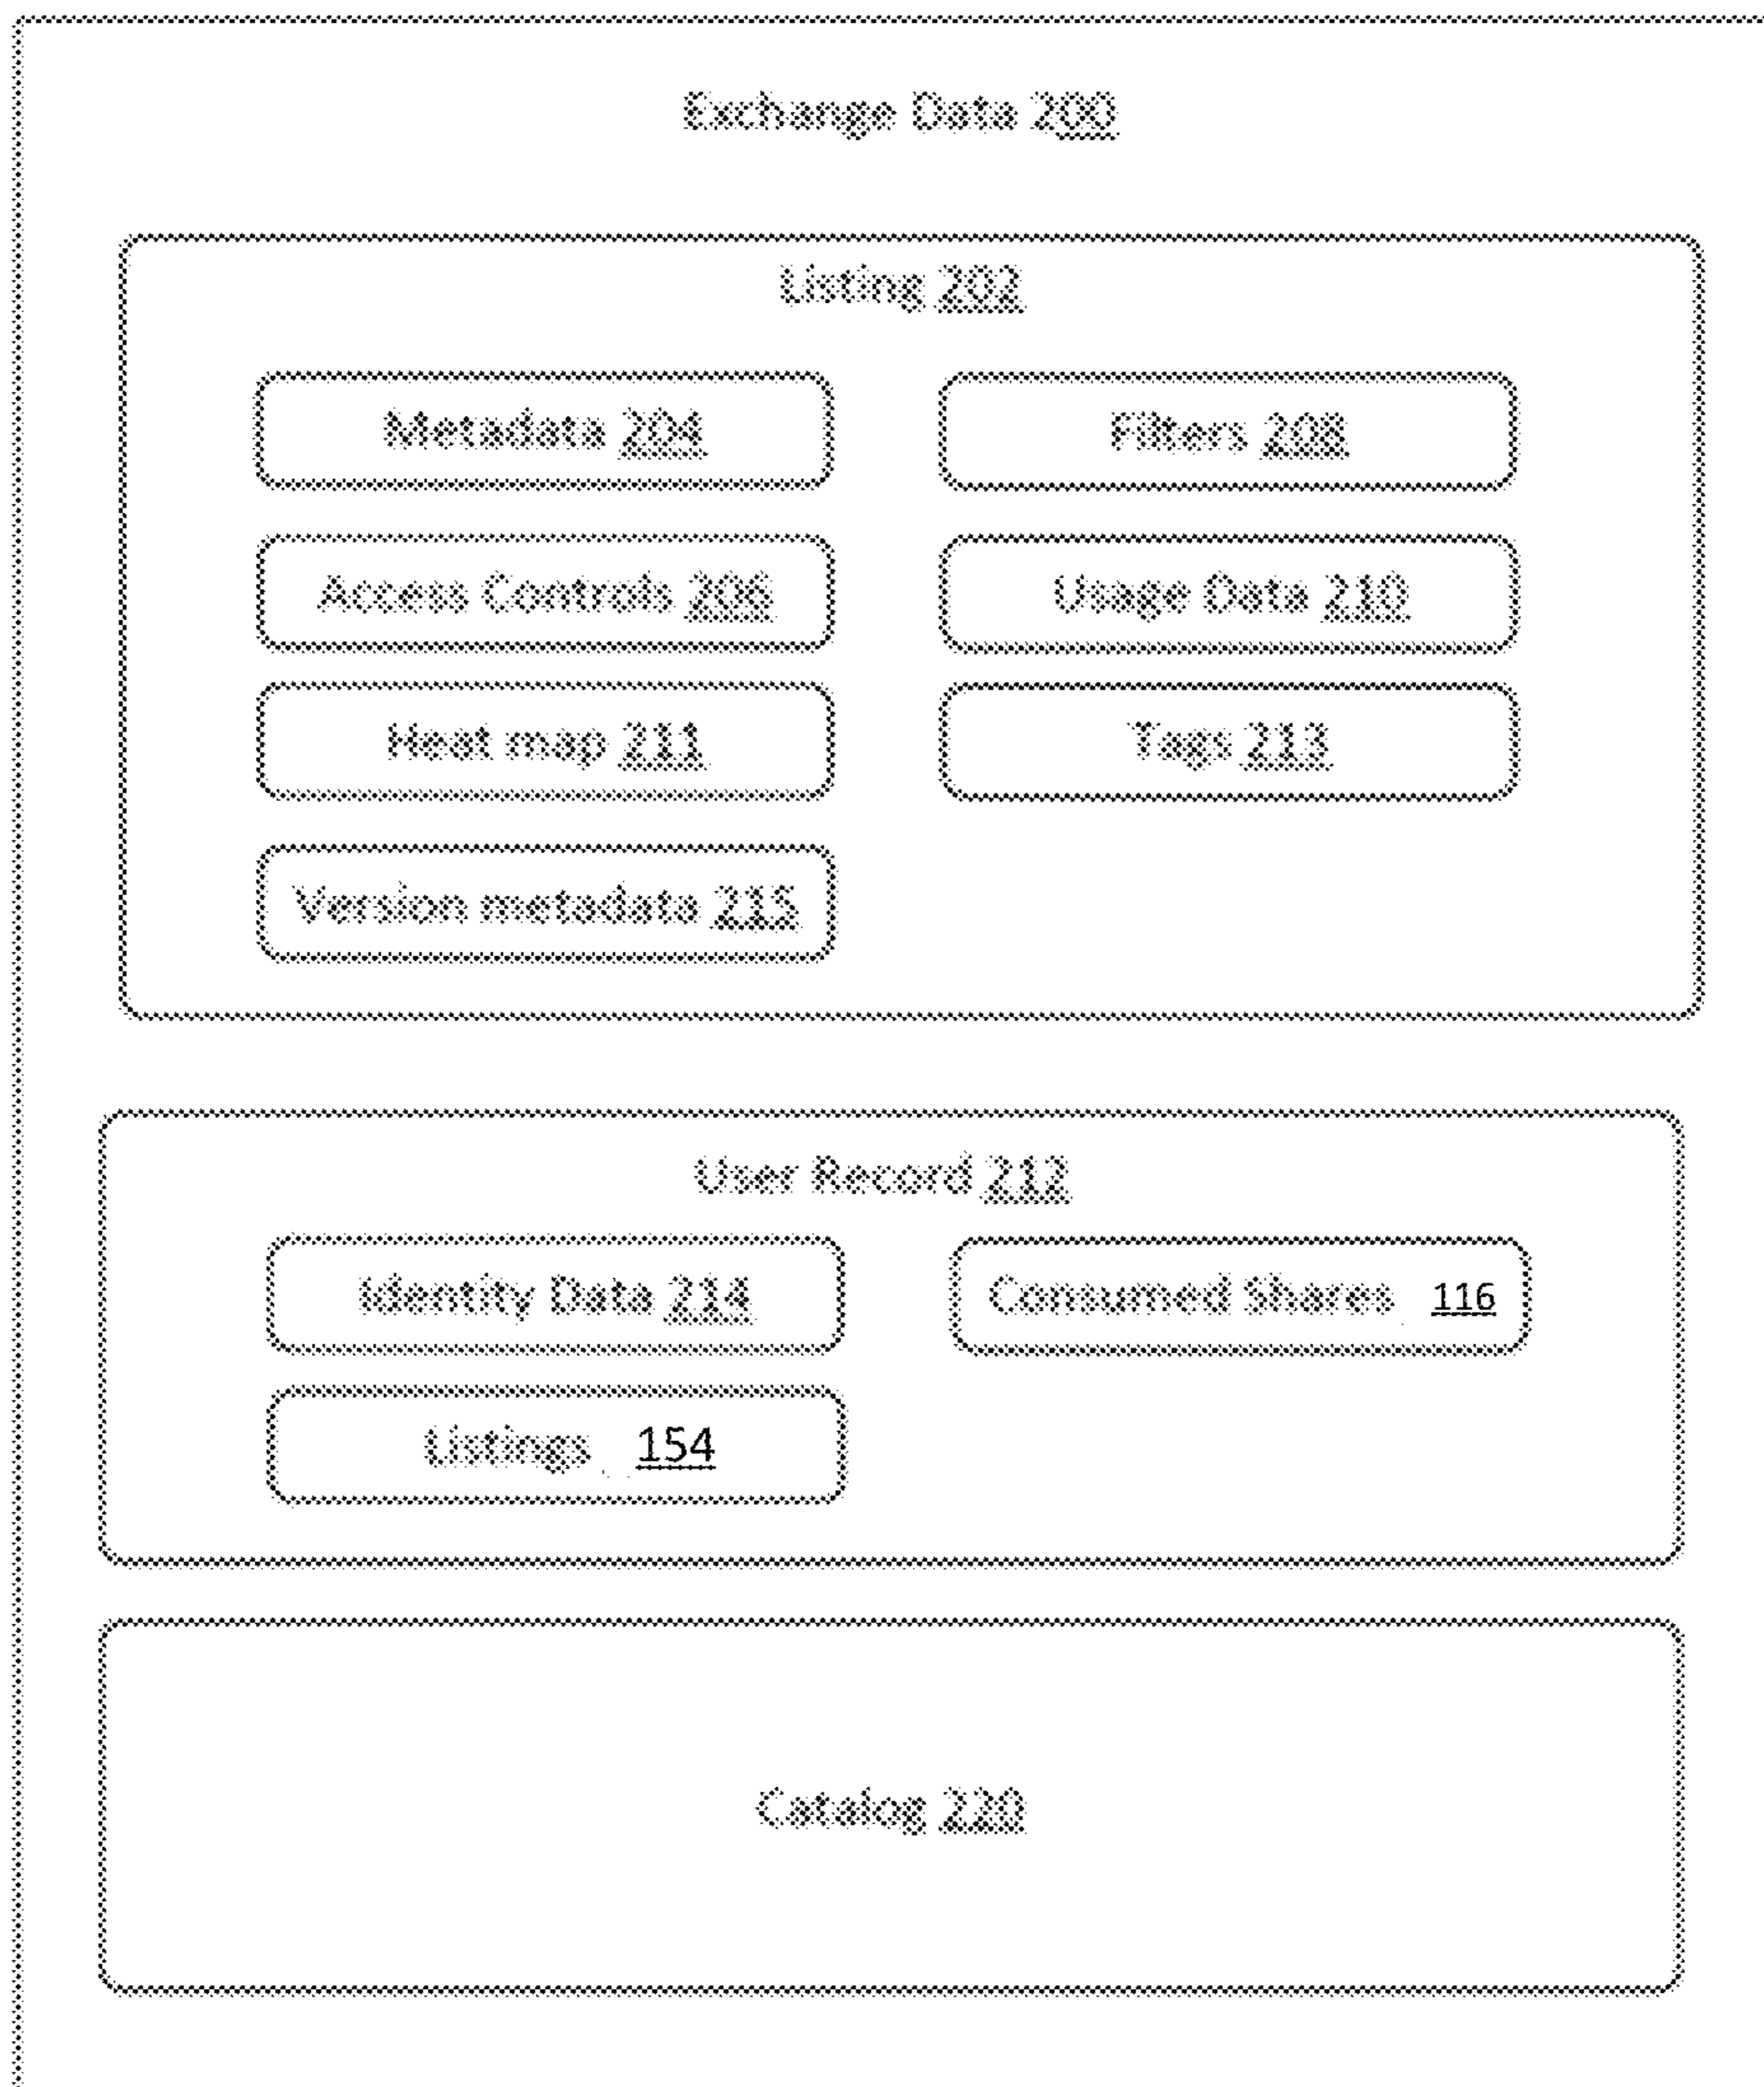 Exchange Data 200
Listing 202
Metadata 204
Filters 208
Access Controls 206
Usage Data 210
Heat map 211
Tags 213
Version metadata 215
User Record 212
Identity Data 214
Consumed Shares 116
Listings 154
Catalog 220